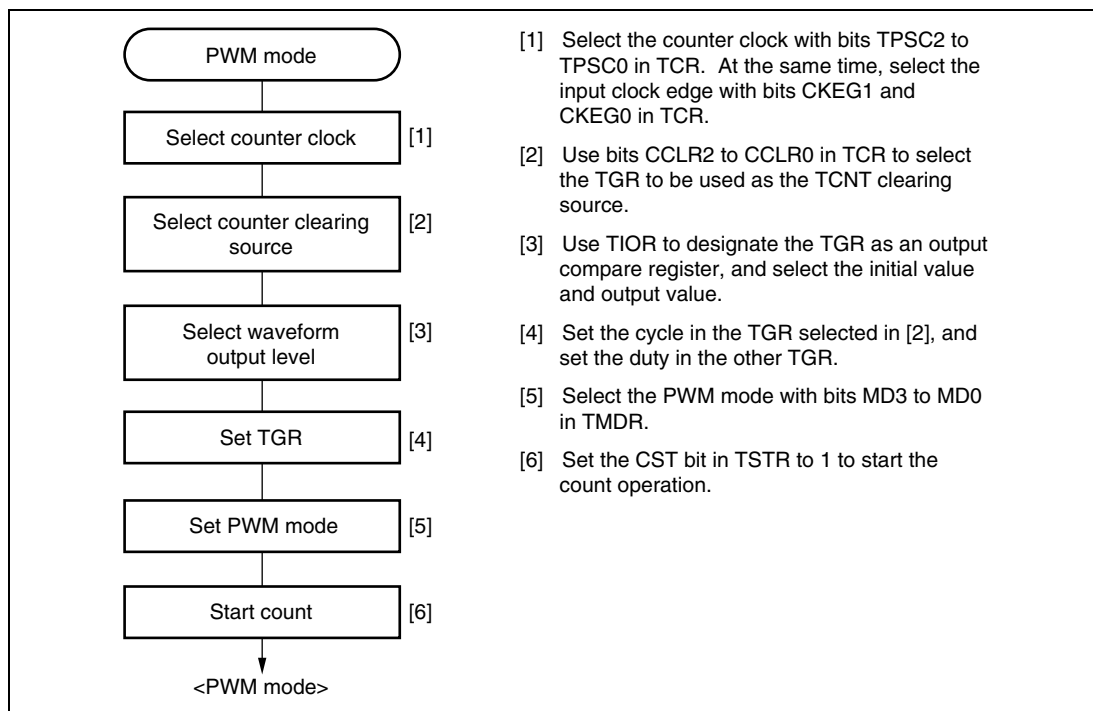 PWM mode
Select counter clock
[1]
Select counter clearing
source
[2]
Select waveform
output level
[3]
Set TGR
[4]
Set PWM mode
[5]
Start count
[6]
<PWM mode>
[1] Select the counter clock with bits TPSC2 to
TPSC0 in TCR. At the same time, select the
input clock edge with bits CKEG1 and
CKEG0 in TCR.
[2] Use bits CCLR2 to CCLR0 in TCR to select
the TGR to be used as the TCNT clearing
source.
[3] Use TIOR to designate the TGR as an output
compare register, and select the initial value
and output value.
[4] Set the cycle in the TGR selected in [2], and
set the duty in the other TGR.
[5] Select the PWM mode with bits MD3 to MD0
in TMDR.
[6] Set the CST bit in TSTR to 1 to start the
count operation.